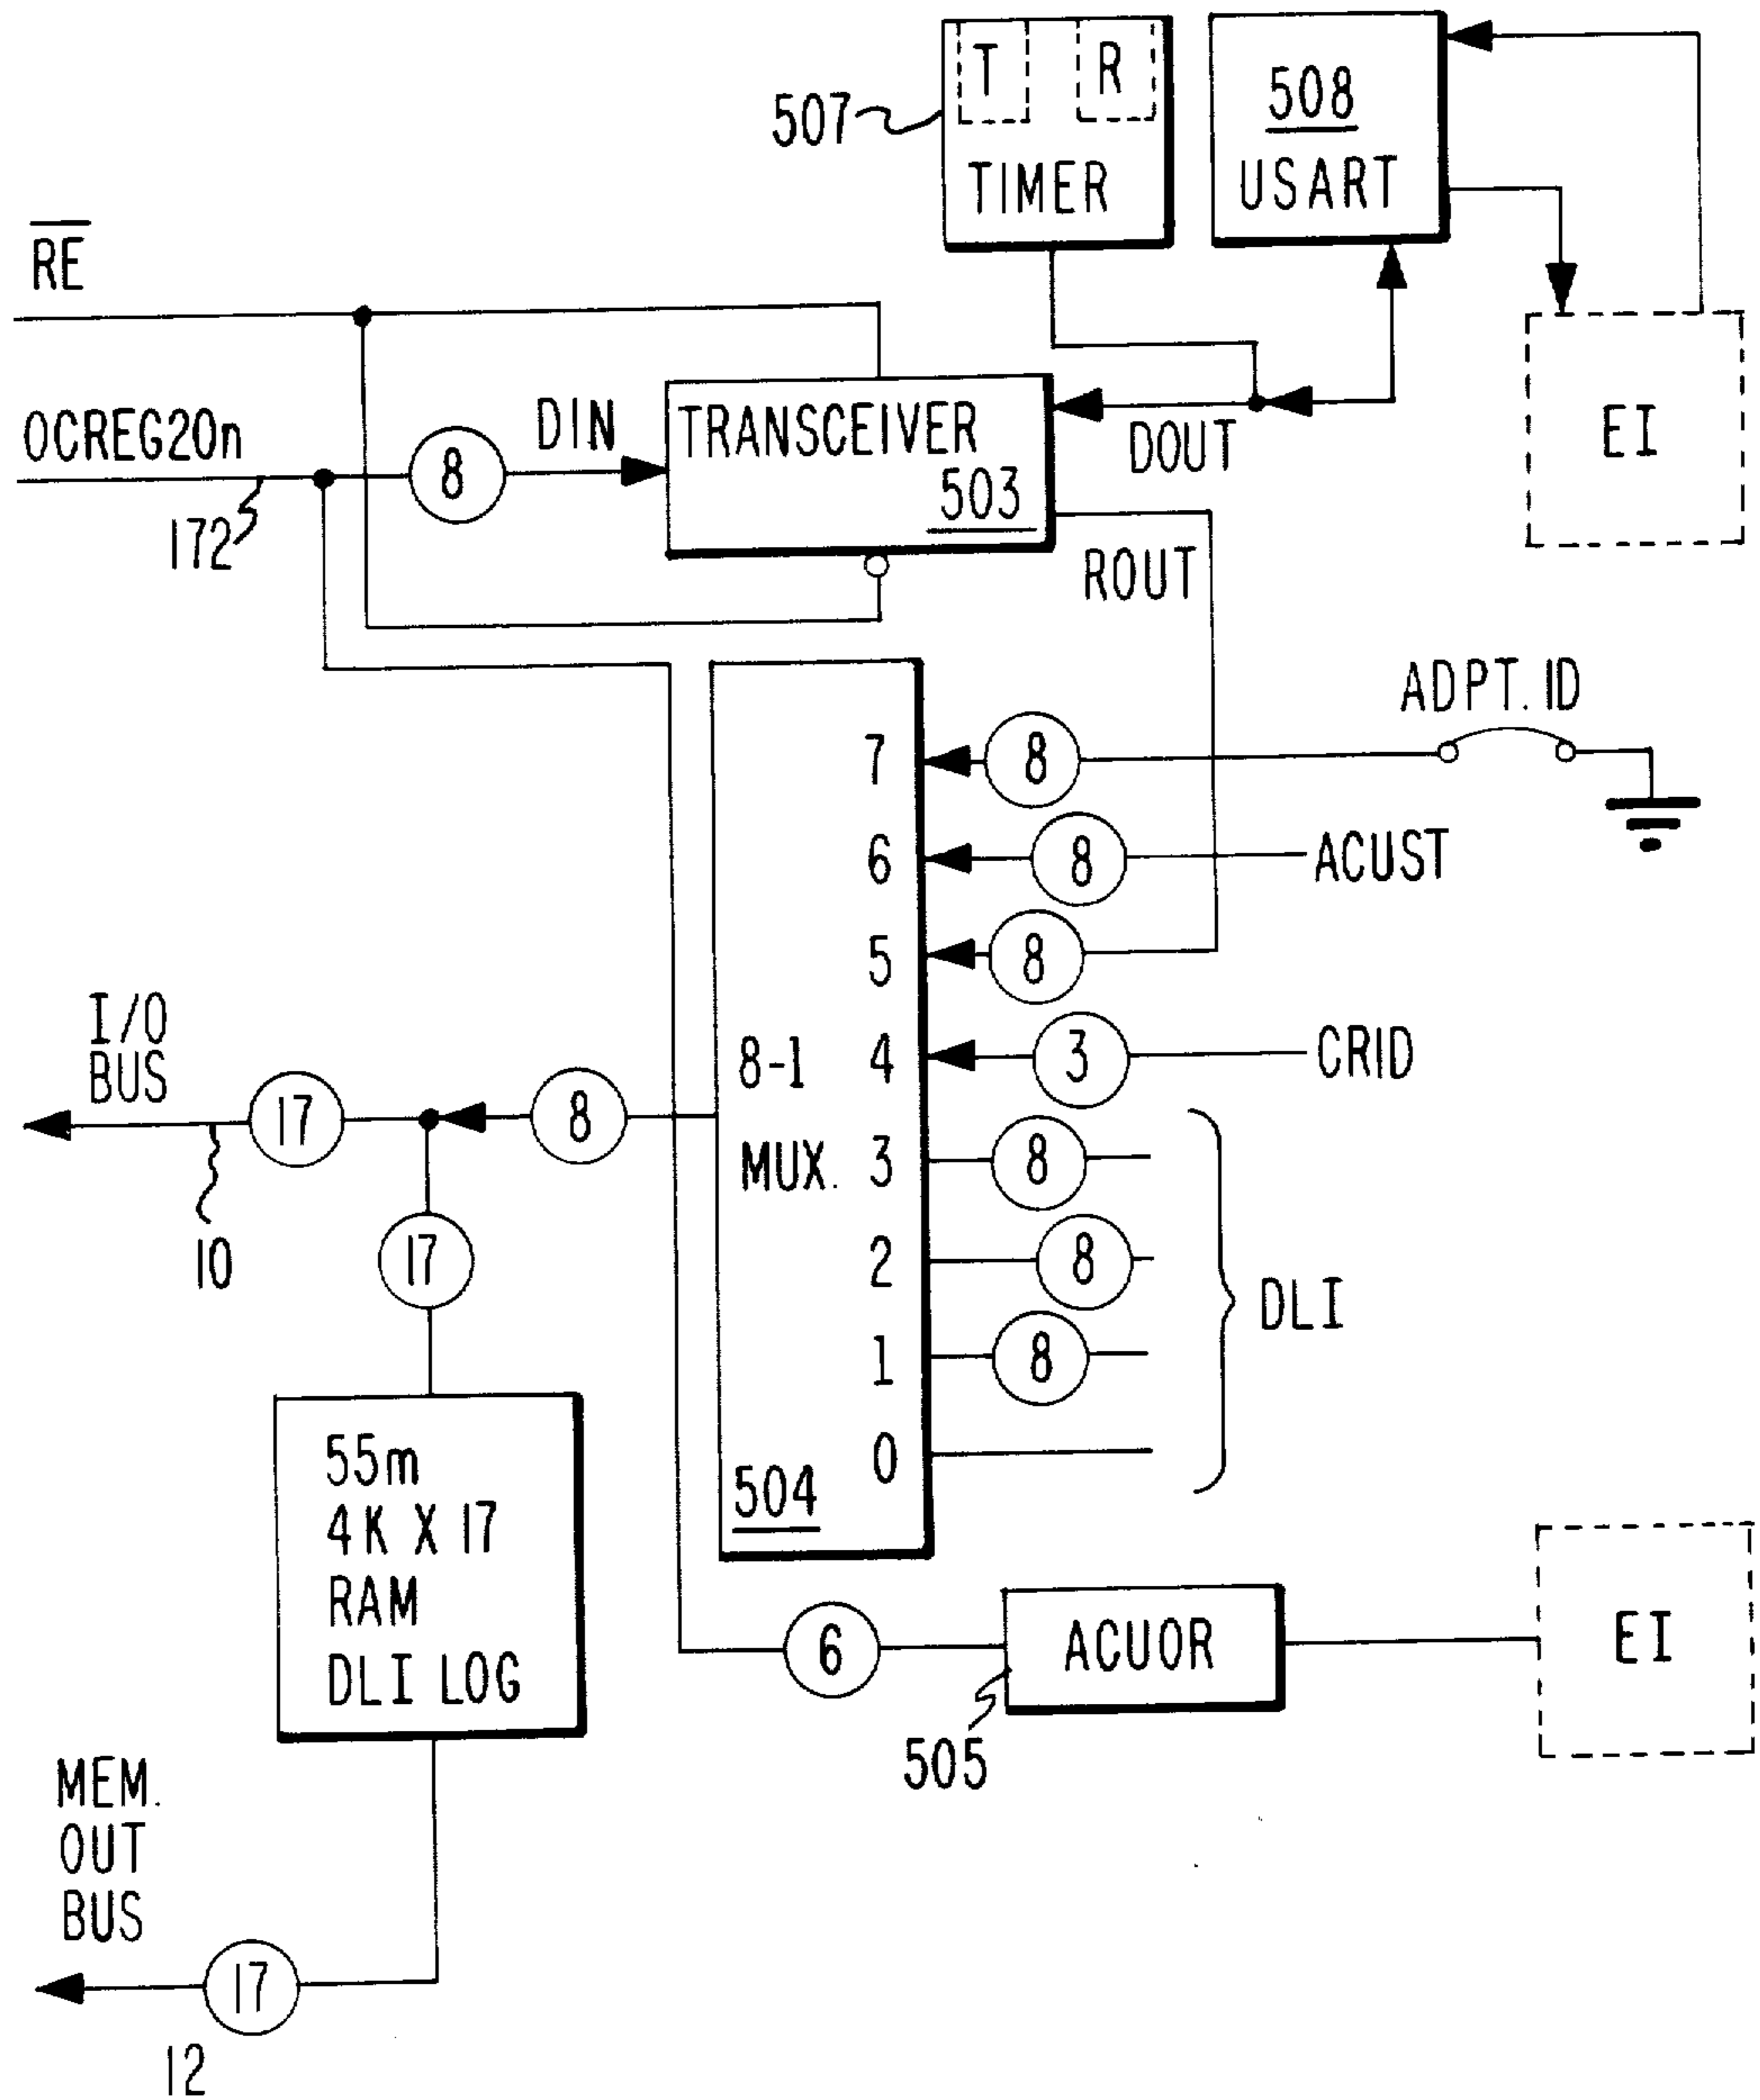 T R
507
TIMER
508
USART
RE
OCREG20n
8
DIN
TRANSCEIVER
503
DOUT
EI
172
ROUT
ADPT. ID
7
8
6
8
ACUST
5
8
I/O
BUS
8-1
4
3
CRID
17
8
MUX.
3
8
10
17
2
8
DLI
1
8
0
504
55m
4K X 17
RAM
DLI LOG
6
ACUOR
EI
505
MEM.
OUT
BUS
17
12